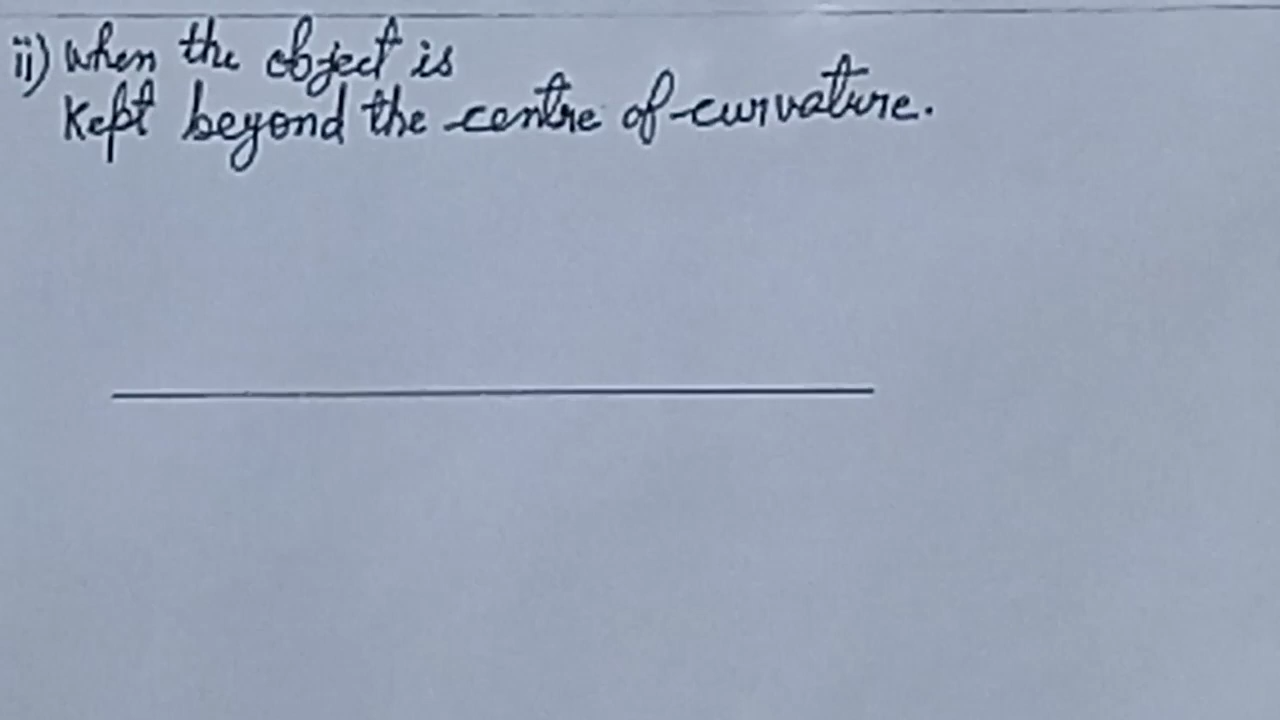 ii) when the object is
kept beyond the centre of curvature.